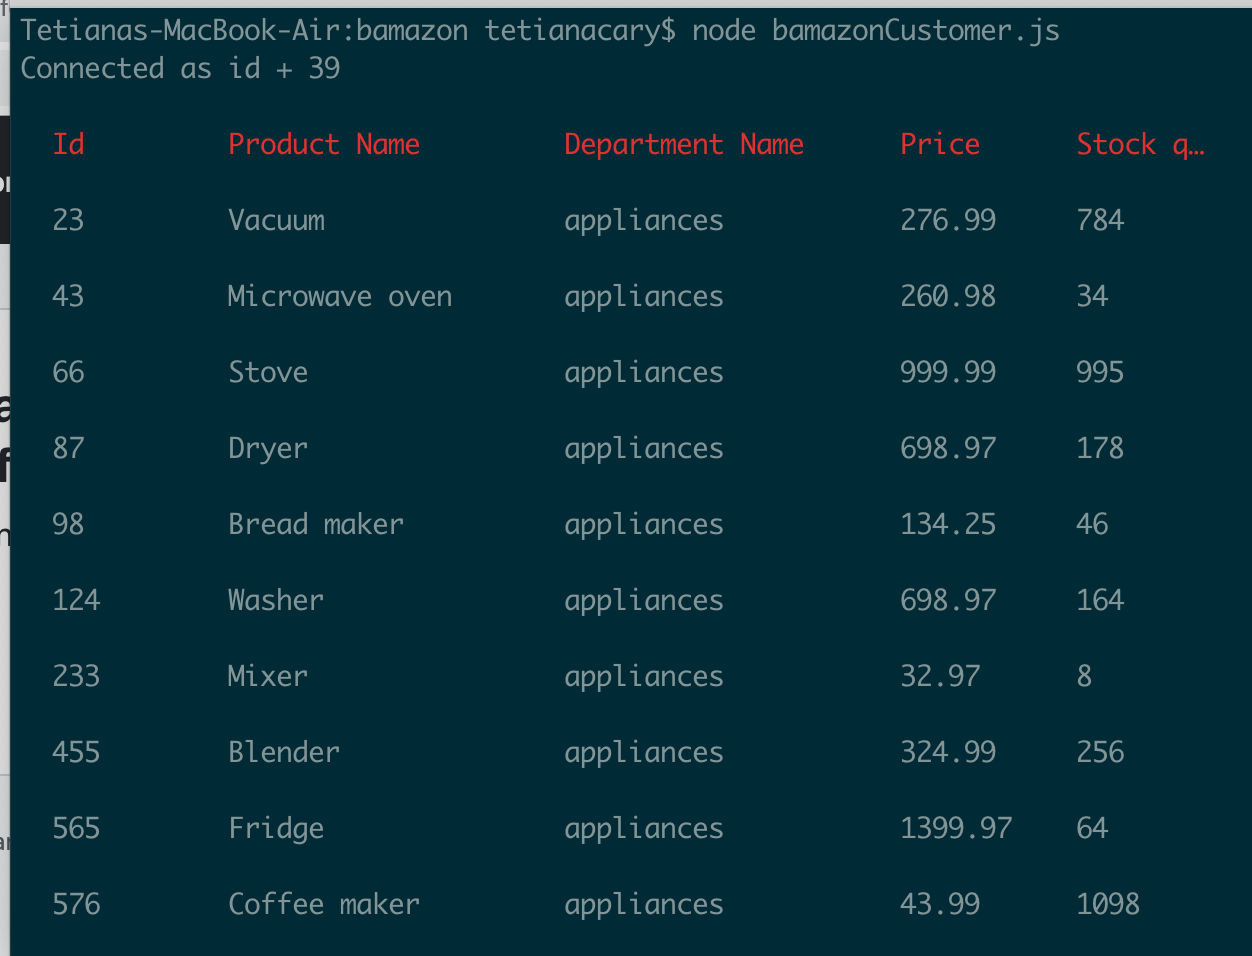 Tetianas-MacBook-Air:bamazon tetianacary$ node bamazonCustomer.js
Connected as id + 39
Id Product Name Department Name Price Stock q…
23 Vacuum appliances 276.99 784
43 Microwave oven appliances 260.98 34
66 Stove appliances 999.99 995
87 Dryer appliances 698.97 178
98 Bread maker appliances 134.25 46
124 Washer appliances 698.97 164
233 Mixer appliances 32.97 8
455 Blender appliances 324.99 256
565 Fridge appliances 1399.97 64
576 Coffee maker appliances 43.99 1098